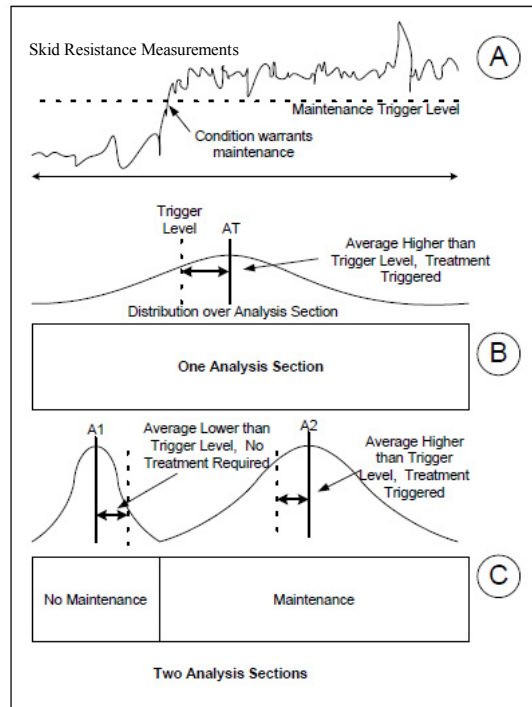 Skid Resistance Measurements
A
Maintenance Trigger Level
Condition warrants
maintenance
Trigger
Level
AT
Average Higher than
Trigger Level, Treatment
Triggered
Distribution over Analysis Section
B
One Analysis Section
A1
Average Lower than
Trigger Level, No
Treatment Required
A2
Average Higher
than Trigger
Level, Treatment
Triggered
C
No Maintenance
Maintenance
Two Analysis Sections